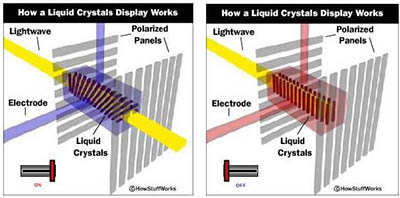 How a Liquid Crystals Display Works
Lightwave
Polarized
Panels
Electrode
Liquid
Crystals
ON
©HowStuffWorks
How a Liquid Crystals Display Works
Lightwave
Polarized
Panels
Electrode
Liquid
Crystals
OFF
©HowStuffWorks